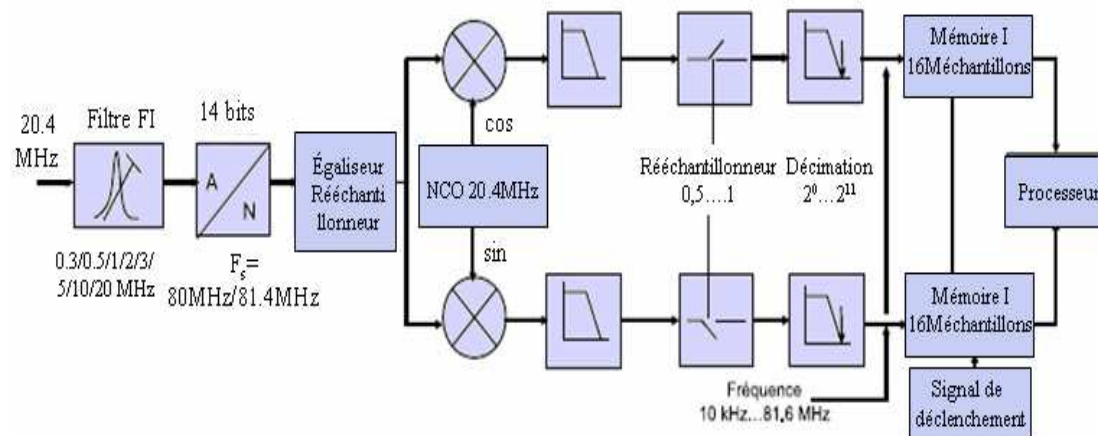 20.4
MHz
Filtre FI
14 bits
A
N
0.3/0.5/1/2/3/
5/10/20 MHz
Fs=
80MHz/81.4MHz
Égaliseur
Rééchanti
llonneur
cos
NCO 20.4MHz
sin
Rééchantillonneur
0,5....1
Décimation
2⁰...2¹¹
Mémoire I
16Méchantillons
Processeur
Mémoire I
16Méchantillons
Fréquence
10 kHz...81,6 MHz
Signal de
déclenchement